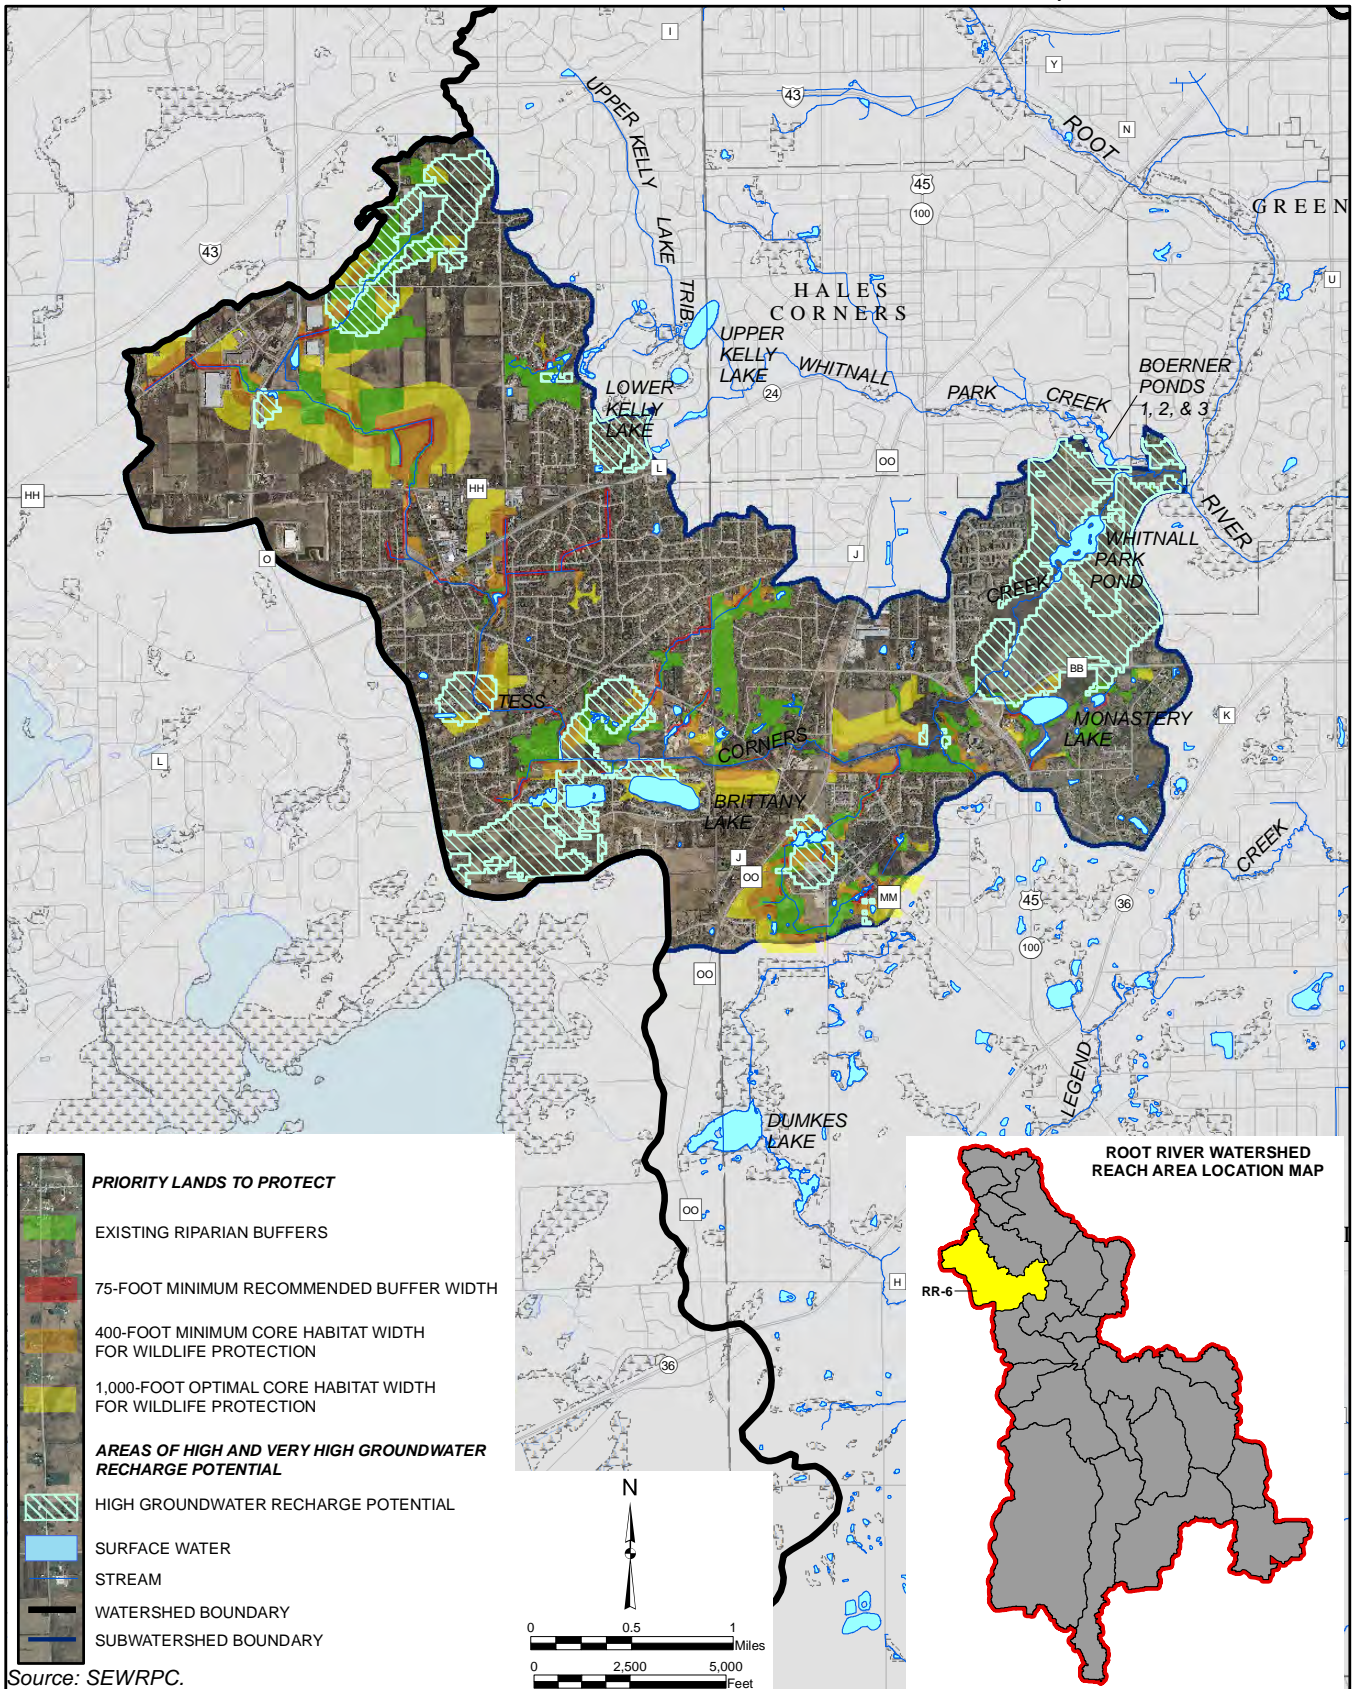 I
Y
43
N
UPPER KELLY
LAKE
TRIB.
ROOT
45
100
GREEN
43
U
HALES
CORNERS
UPPER
KELLY
LAKE
WHITNALL
PARK
CREEK
BOERNER
PONDS
1, 2, & 3
24
LOWER
KELLY
LAKE
L
OO
HH
HH
RIVER
O
J
WHITNALL
PARK
POND
CREEK
BB
TESS
MONASTERY
LAKE
K
CORNERS
L
BRITTANY
LAKE
CREEK
J
OO
MM
45
36
100
OO
LEGEND
DUMKES
LAKE
OO
H
36
PRIORITY LANDS TO PROTECT
EXISTING RIPARIAN BUFFERS
75-FOOT MINIMUM RECOMMENDED BUFFER WIDTH
400-FOOT MINIMUM CORE HABITAT WIDTH
FOR WILDLIFE PROTECTION
1,000-FOOT OPTIMAL CORE HABITAT WIDTH
FOR WILDLIFE PROTECTION
AREAS OF HIGH AND VERY HIGH GROUNDWATER
RECHARGE POTENTIAL
HIGH GROUNDWATER RECHARGE POTENTIAL
SURFACE WATER
STREAM
WATERSHED BOUNDARY
SUBWATERSHED BOUNDARY
Source: SEWRPC.
N
0 0.5 1
Miles
0 2,500 5,000
Feet
ROOT RIVER WATERSHED
REACH AREA LOCATION MAP
RR-6